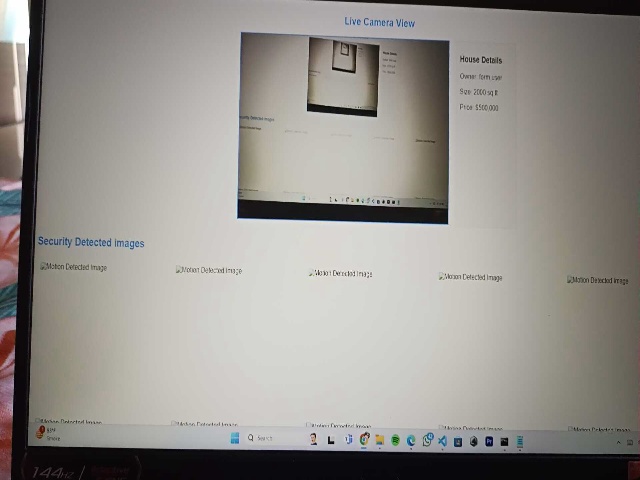 Live Camera View
House Details
Owner: form_user
Size: 2000 sq ft
Price: $500,000
Security Detected Images
Motion Detected Image Motion Detected Image Motion Detected Image Motion Detected Image Motion Detected Image
Motion Detected Image Motion Detected Image Motion Detected Image Motion Detected Image Motion Detected Image
Smoke
Search
144Hz